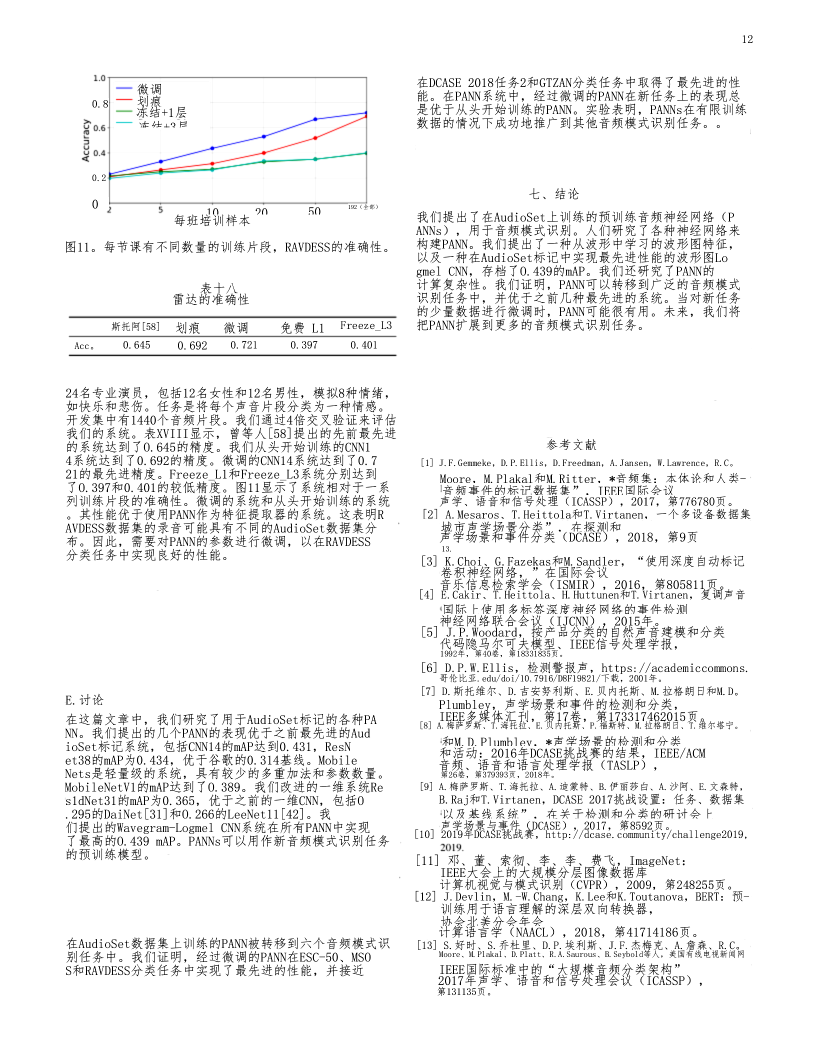 12
1.0
0.8
0.6
0.4
0.2
0
Accuracy
微调
划痕
冻结+1层
2
5
10
20
50
192（全部）
每班培训样本
图11。每节课有不同数量的训练片段，RAVDESS的准确性。
表十八
雷达的准确性
斯托阿[58] 划痕 微调 免费 L1 Freeze_L3
Acc, 0.645 0.692 0.721 0.397 0.401
24名专业演员，包括12名女性和12名男性，模拟8种情绪，
如快乐和悲伤。任务是将每个声音片段分类为一种情感。
开发集中有1440个音频片段。我们通过4倍交叉验证来评估
我们的系统。表XVIII显示，曾等人[58]提出的先前最先进
的系统达到了0.645的精度。我们从头开始训练的CNN1
4系统达到了0.692的精度。微调的CNN14系统达到了0.7
21的最先进精度。Freeze_L1和Freeze_L3系统分别达到
了0.397和0.401的较低精度。图11显示了系统相对于一系
列训练片段的准确性。微调的系统和从头开始训练的系统
。其性能优于使用PANN作为特征提取器的系统。这表明R
AVDESS数据集的录音可能具有不同的AudioSet数据集分
布。因此，需要对PANN的参数进行微调，以在RAVDESS
分类任务中实现良好的性能。
E.讨论
在这篇文章中，我们研究了用于AudioSet标记的各种PA
NN。我们提出的几个PANN的表现优于之前最先进的Aud
ioSet标记系统，包括CNN14的mAP达到0.431，ResN
et38的mAP为0.434，优于谷歌的0.314基线。Mobile
Nets是轻量级的系统，具有较少的多重加法和参数数量。
MobileNetV1的mAP达到了0.389。我们改进的一维系统Re
s1dNet31的mAP为0.365，优于之前的一维CNN，包括0
.295的DaiNet[31]和0.266的LeeNet11[42]。我
们提出的Wavegram-Logmel CNN系统在所有PANN中实现
了最高的0.439 mAP。PANNs可以用作新音频模式识别任务
的预训练模型。
在AudioSet数据集上训练的PANN被转移到六个音频模式识
别任务中。我们证明，经过微调的PANN在ESC-50、MSO
S和RAVDESS分类任务中实现了最先进的性能，并接近
在DCASE 2018任务2和GTZAN分类任务中取得了最先进的性
能。在PANN系统中，经过微调的PANN在新任务上的表现总
是优于从头开始训练的PANN。实验表明，PANNs在有限训练
数据的情况下成功地推广到其他音频模式识别任务。。
七、结论
我们提出了在AudioSet上训练的预训练音频神经网络（P
ANNs），用于音频模式识别。人们研究了各种神经网络来
构建PANN。我们提出了一种从波形中学习的波形图特征，
以及一种在AudioSet标记中实现最先进性能的波形图Lo
gmel CNN，存档了0.439的mAP。我们还研究了PANN的
计算复杂性。我们证明，PANN可以转移到广泛的音频模式
识别任务中，并优于之前几种最先进的系统。当对新任务
的少量数据进行微调时，PANN可能很有用。未来，我们将
把PANN扩展到更多的音频模式识别任务。
参考文献
[1] J.F.Gemmeke，D.P.Ellis，D.Freedman，A.Jansen，W.Lawrence，R.C。
Moore，M.Plakal和M.Ritter，*音频集：本体论和人类-
音频事件的标记数据集”，IEEE国际会议
声学、语音和信号处理（ICASSP），2017，第776780页。
[2] A.Mesaros、T.Heittola和T.Virtanen，一个多设备数据集
城市声学场景分类”，在探测和
声学场景和事件分类（DCASE），2018，第9页
13.
[3] K.Choi、G.Fazekas和M.Sandler，“使用深度自动标记
卷积神经网络，”在国际会议
音乐信息检索学会（ISMIR），2016，第805811页。
[4] E.Cakir、T.Heittola、H.Huttunen和T.Virtanen，复调声音
国际上使用多标签深度神经网络的事件检测
神经网络联合会议（IJCNN），2015年。
[5] J.P.Woodard，按产品分类的自然声音建模和分类
代码隐马尔可夫模型、IEEE信号处理学报，
1992年，第40卷，第18331835页。
[6] D.P.W.Ellis，检测警报声，https://academiccommons.
哥伦比亚.edu/doi/10.7916/D8F19821/下载，2001年。
[7] D.斯托维尔、D.吉安努利斯、E.贝内托斯、M.拉格朗日和M.D。
Plumbley，声学场景和事件的检测和分类，
IEEE多媒体汇刊，第17卷，第173317462015页。
[8] A.梅萨罗斯、T.海托拉、E.贝内托斯、P.福斯特、M.拉格朗日、T.维尔塔宁。
和M.D.Plumbley，*声学场景的检测和分类
和活动：2016年DCASE挑战赛的结果，IEEE/ACM
音频、语音和语言处理学报（TASLP），
第26卷，第379393页，2018年。
[9] A.梅萨罗斯、T.海托拉、A.迪蒙特、B.伊丽莎白、A.沙阿、E.文森特，
B.Raj和T.Virtanen，DCASE 2017挑战设置：任务、数据集
以及基线系统”，在关于检测和分类的研讨会上
声学场景与事件（DCASE），2017，第8592页。
[10] 2019年DCASE挑战赛，http://dcase.community/challenge2019，
2019.
[11] 邓、董、索彻、李、李、费飞，ImageNet：
IEEE大会上的大规模分层图像数据库
计算机视觉与模式识别（CVPR），2009，第248255页。
[12] J.Devlin，M.-W.Chang，K.Lee和K.Toutanova，BERT：预-
训练用于语言理解的深层双向转换器，
协会北美分会年会
计算语言学（NAACL），2018，第41714186页。
[13] S.好时、S.乔杜里、D.P.埃利斯、J.F.杰梅克、A.詹森、R.C。
Moore、M.Plakal、D.Platt、R.A.Saurous、B.Seybold等人，美国有线电视新闻网
IEEE国际标准中的“大规模音频分类架构”
2017年声学、语音和信号处理会议（ICASSP），
第131135页。